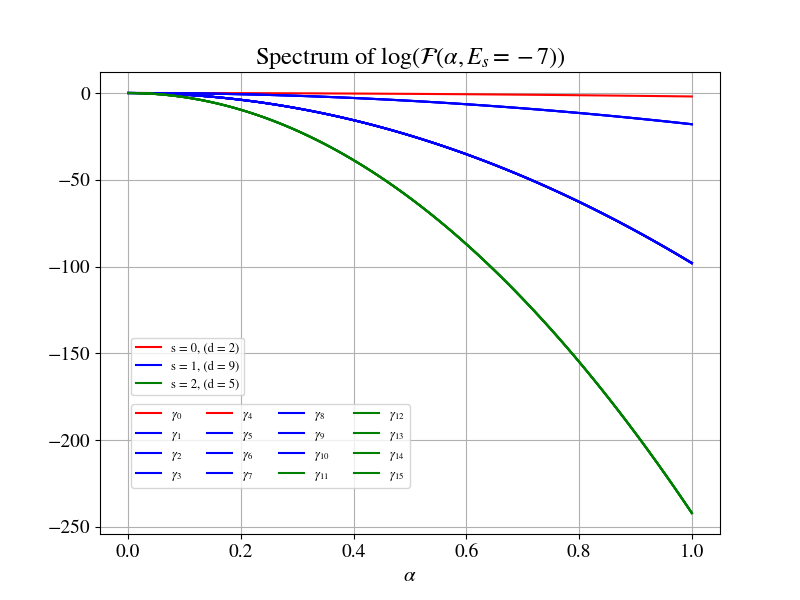 Spectrum of log(ℱ(α, E_s = −7))
0
−50
−100
−150
−200
−250
s = 0, (d = 2)
s = 1, (d = 9)
s = 2, (d = 5)
γ₀ γ₄ γ₈ γ₁₂
γ₁ γ₅ γ₉ γ₁₃
γ₂ γ₆ γ₁₀ γ₁₄
γ₃ γ₇ γ₁₁ γ₁₅
0.0 0.2 0.4 0.6 0.8 1.0
α